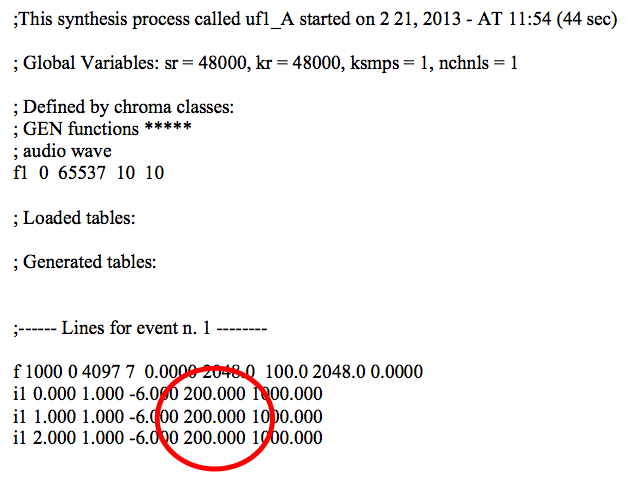 ;This synthesis process called uf1_A started on 2 21, 2013 - AT 11:54 (44 sec)
; Global Variables: sr = 48000, kr = 48000, ksmps = 1, nchnls = 1
; Defined by chroma classes:
; GEN functions *****
; audio wave
f1 0 65537 10 10
; Loaded tables:
; Generated tables:
;------ Lines for event n. 1 --------
f 1000 0 4097 7 0.0000 2048.0 100.0 2048.0 0.0000
i1 0.000 1.000 -6.000 200.000 1000.000
i1 1.000 1.000 -6.000 200.000 1000.000
i1 2.000 1.000 -6.000 200.000 1000.000